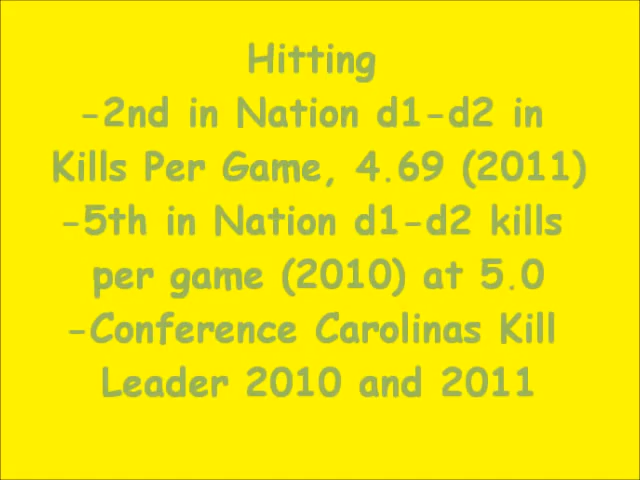 Hitting
-2nd in Nation d1-d2 in
Kills Per Game, 4.69 (2011)
-5th in Nation d1-d2 kills
per game (2010) at 5.0
-Conference Carolinas Kill
Leader 2010 and 2011